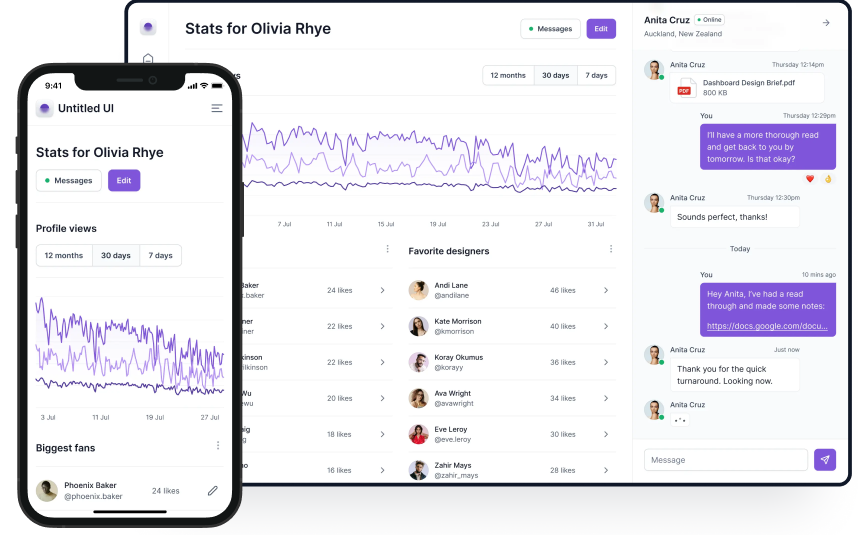 9:41
Untitled UI
Stats for Olivia Rhye
Messages
Edit
Profile views
12 months
30 days
7 days
3 Jul
11 Jul
19 Jul
27 Jul
Biggest fans
Phoenix Baker
@phoenix.baker
24 likes
Stats for Olivia Rhye
Messages
Edit
12 months
30 days
7 days
7 Jul
11 Jul
15 Jul
19 Jul
23 Jul
27 Jul
31 Jul
Baker
.baker
24 likes
22 likes
22 likes
20 likes
18 likes
16 likes
Favorite designers
Andi Lane
@andilane
46 likes
Kate Morrison
@kmorrison
40 likes
Koray Okumus
@korayy
36 likes
Ava Wright
@avawright
34 likes
Eve Leroy
@eve.leroy
30 likes
Zahir Mays
@zahir_mays
28 likes
Anita Cruz
Online
Auckland, New Zealand
Anita Cruz
Thursday 12:14pm
PDF
Dashboard Design Brief.pdf
800 KB
You
Thursday 12:29pm
I'll have a more thorough read
and get back to you by
tomorrow. Is that okay?
Anita Cruz
Thursday 12:30pm
Sounds perfect, thanks!
Today
You
10 mins ago
Hey Anita, I've had a read
through and made some notes:
https://docs.google.com/docu...
Anita Cruz
Just now
Thank you for the quick
turnaround. Looking now.
Anita Cruz
Message